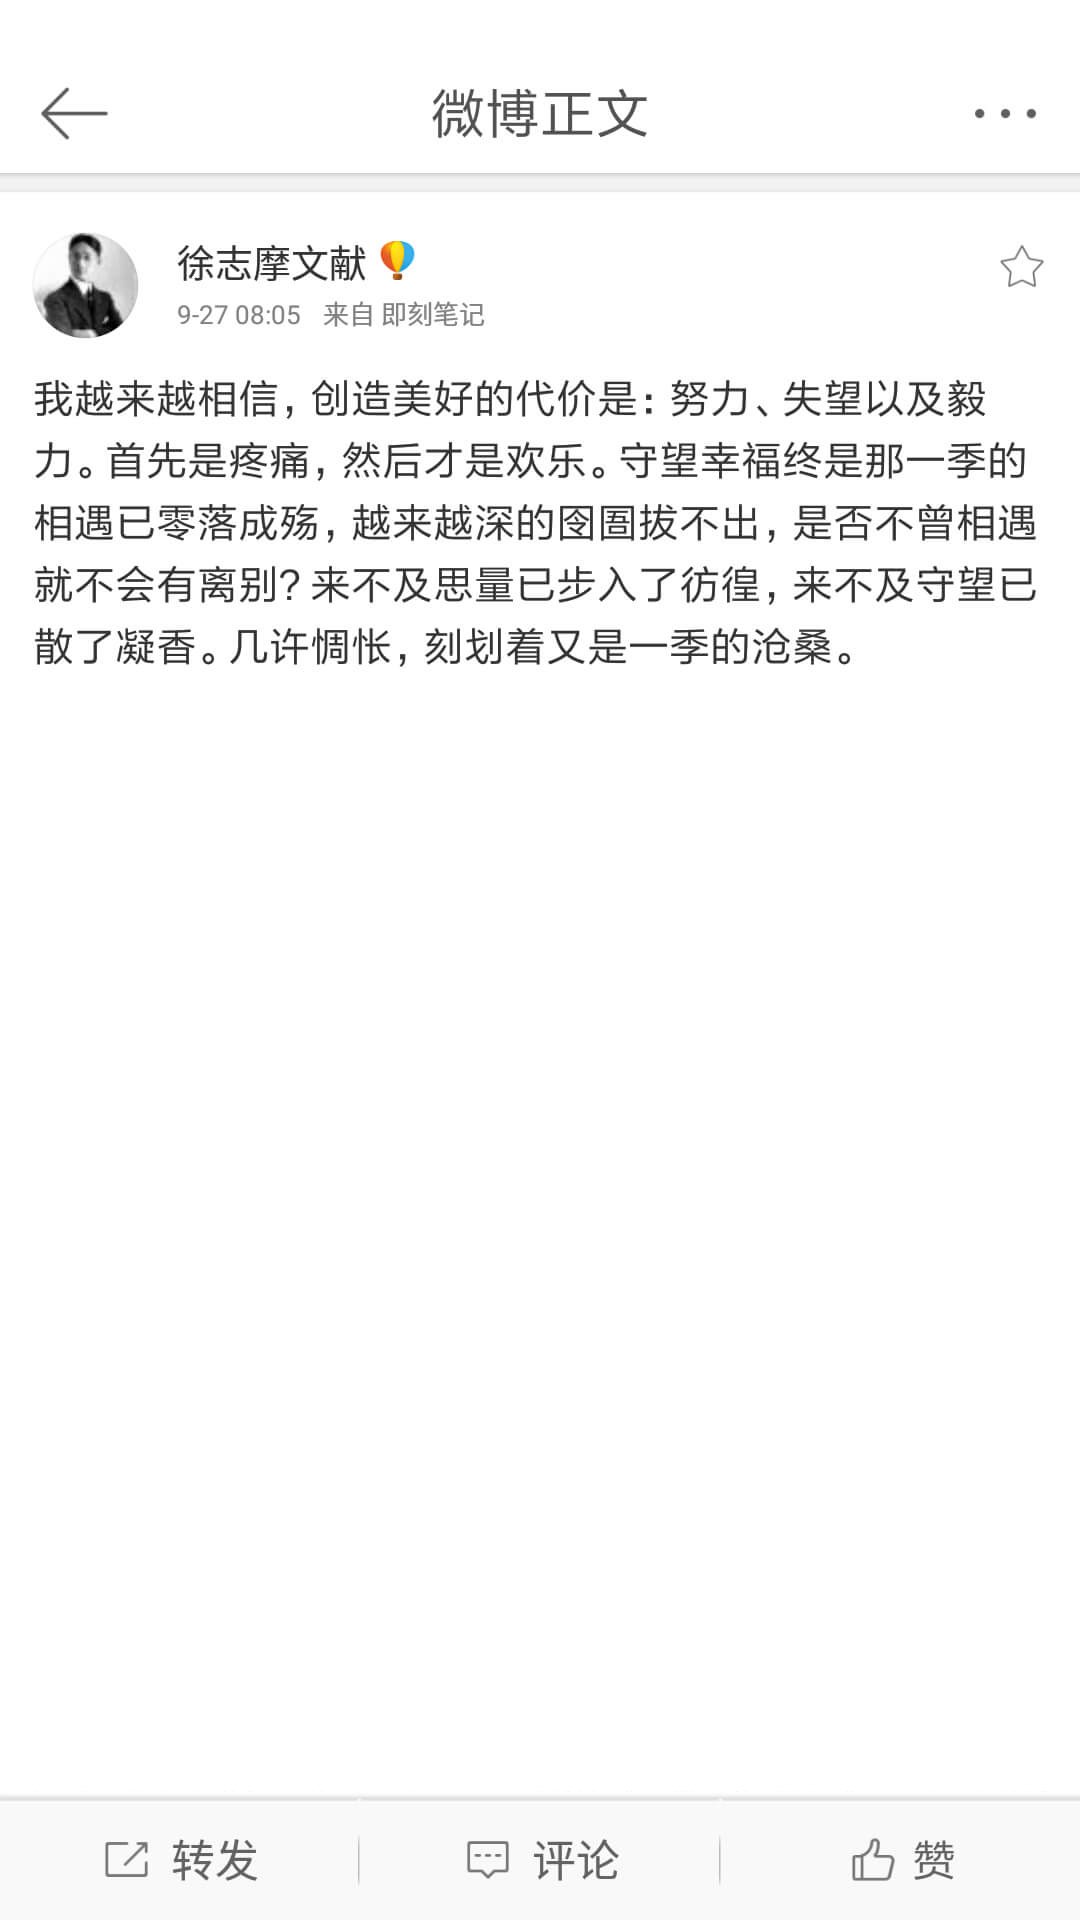 微博正文
徐志摩文献
9-27 08:05 来自 即刻笔记
我越来越相信，创造美好的代价是：努力、失望以及毅
力。首先是疼痛，然后才是欢乐。守望幸福终是那一季的
相遇已零落成殇，越来越深的囹圄拔不出，是否不曾相遇
就不会有离别？来不及思量已步入了彷徨，来不及守望已
散了凝香。几许惆怅，刻划着又是一季的沧桑。
转发 评论 赞